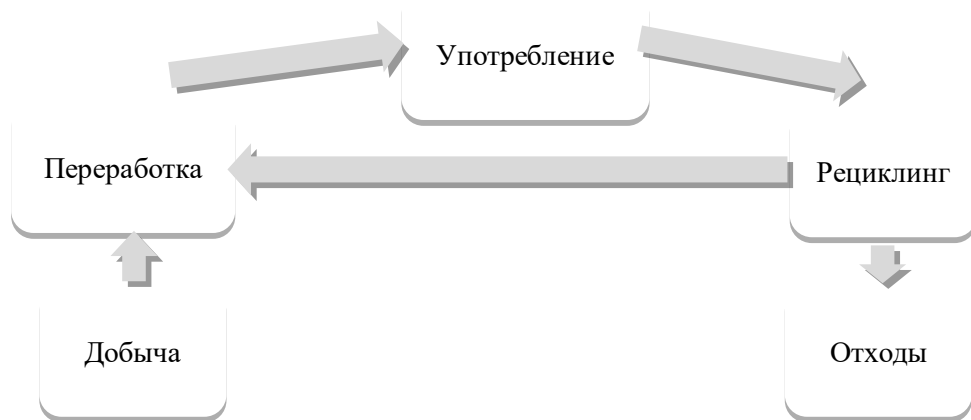 Употребление
Переработка
Рециклинг
Добыча
Отходы